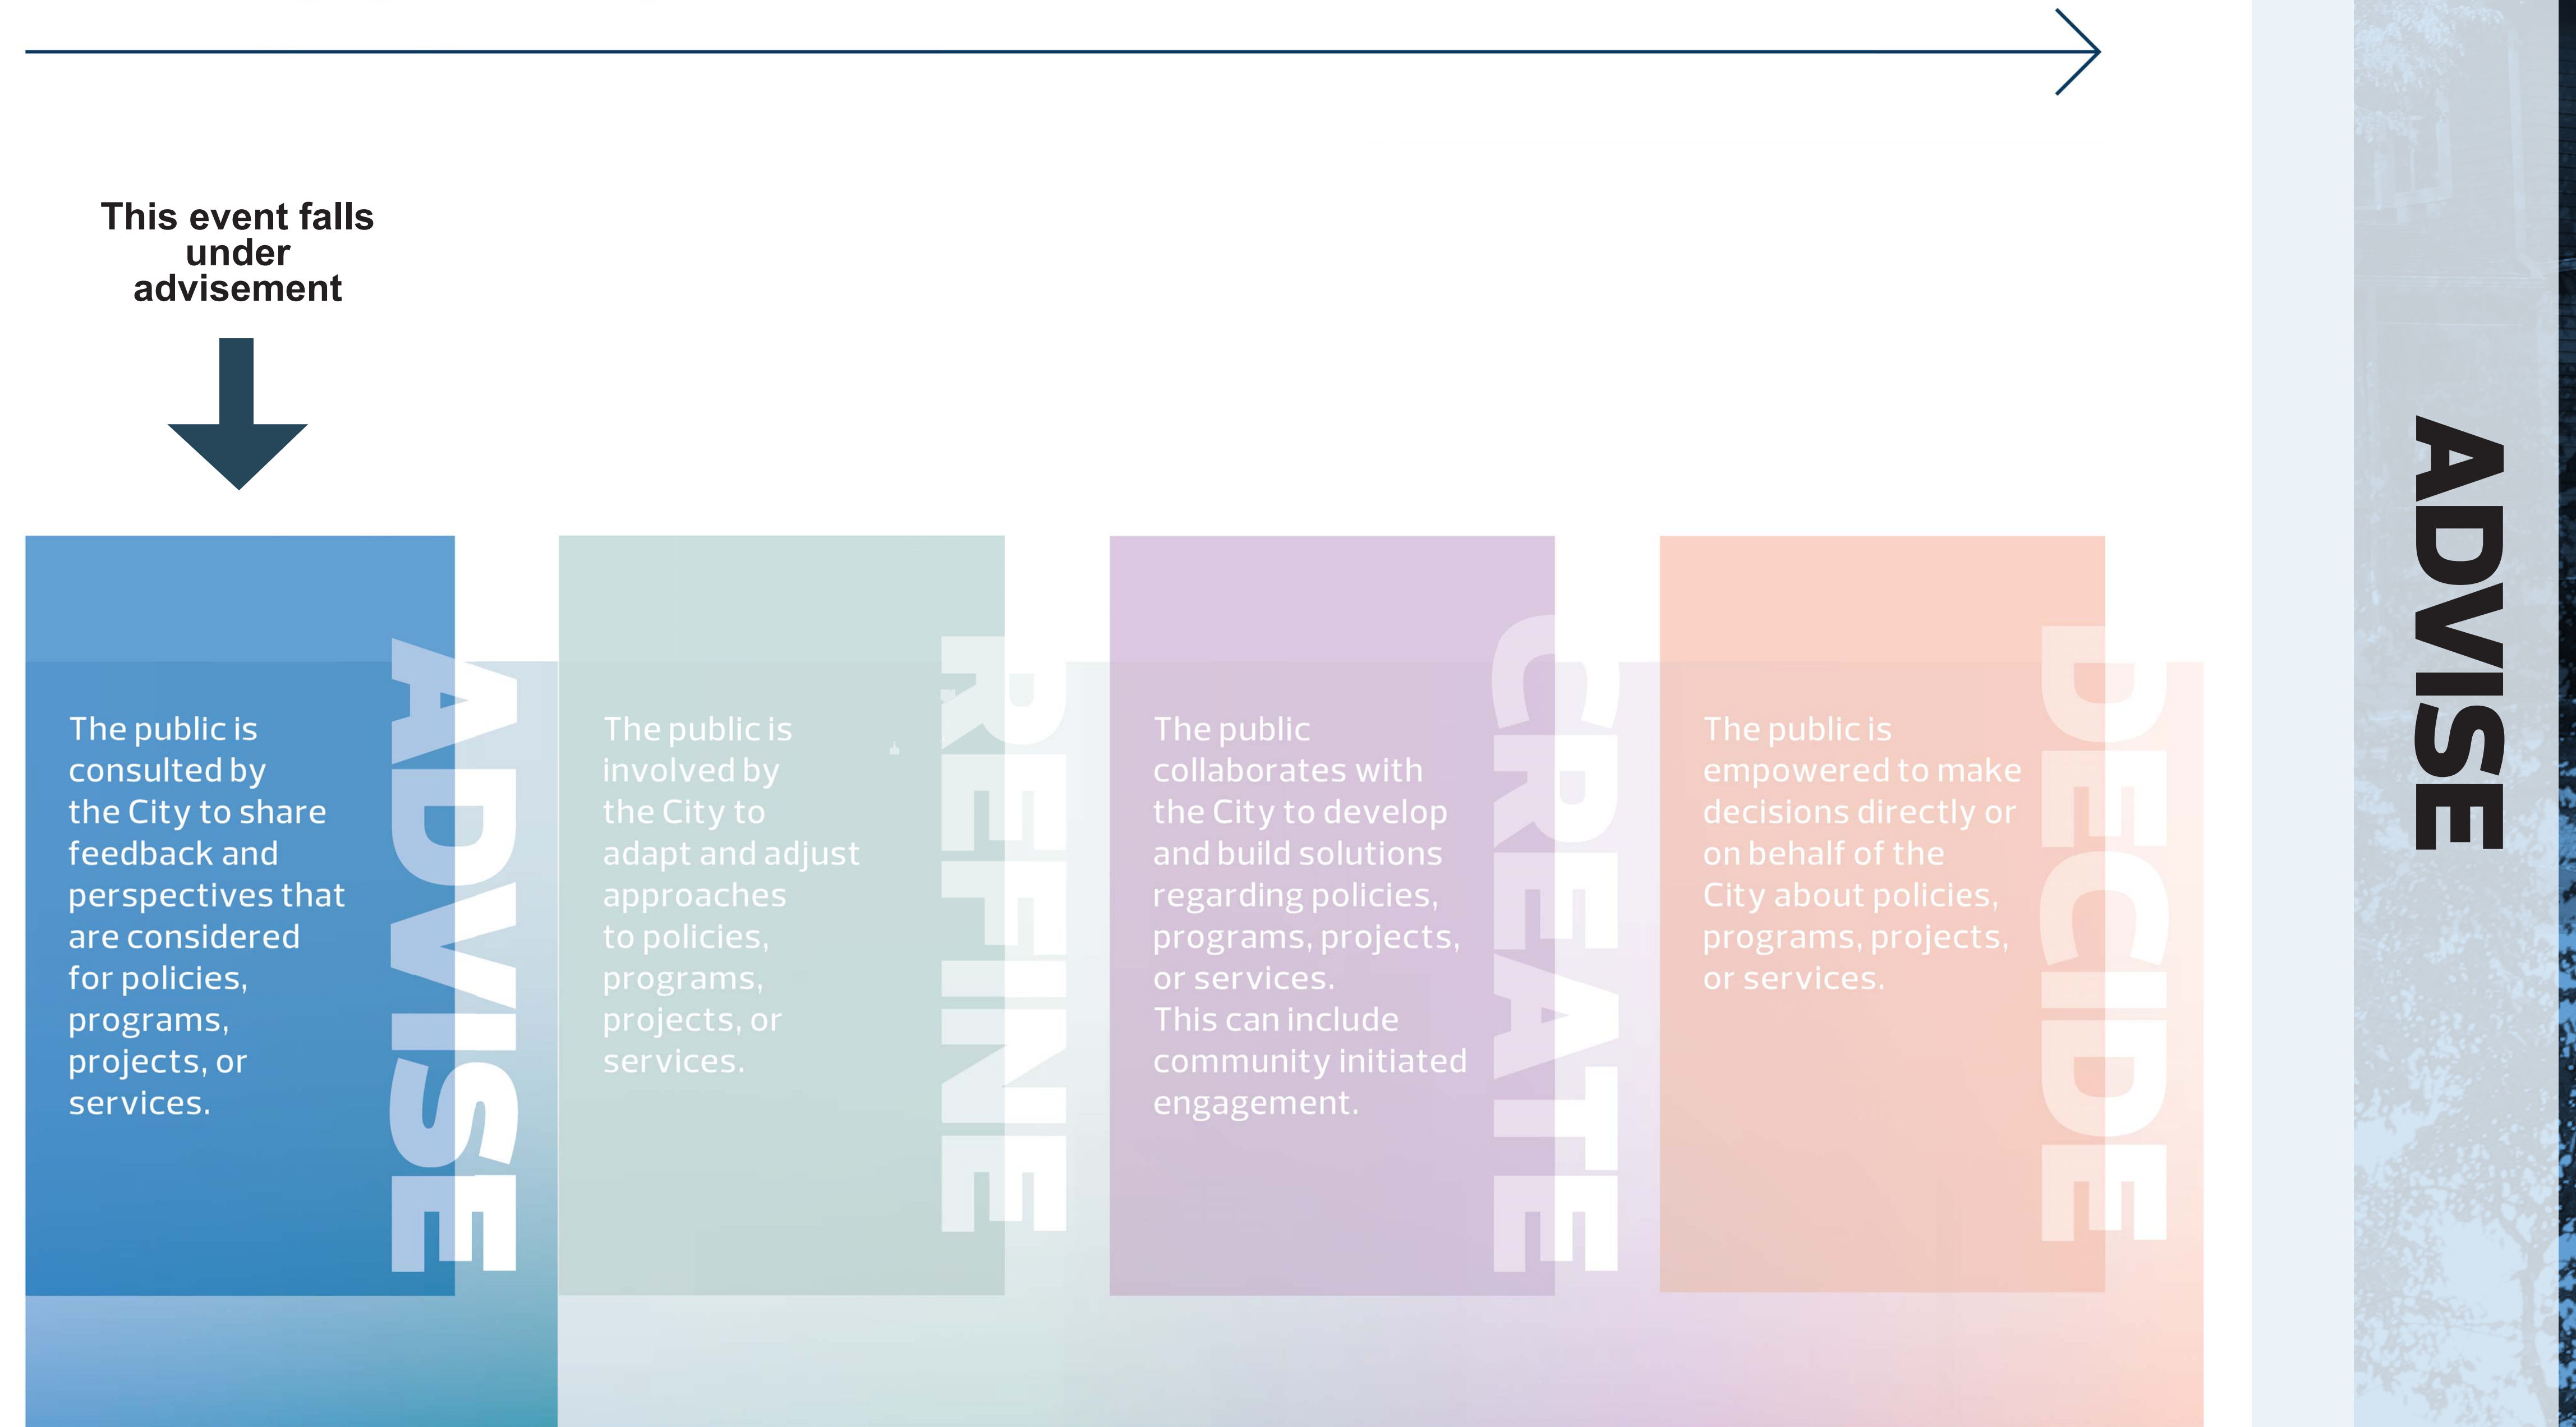 This event falls
under
advisement
The public is
consulted by
the City to share
feedback and
perspectives that
are considered
for policies,
programs,
projects, or
services.
ADVISE
The public is
involved by
the City to
adapt and adjust
approaches
to policies,
programs,
projects, or
services.
REFINE
The public
collaborates with
the City to develop
and build solutions
regarding policies,
programs, projects,
or services.
This can include
community initiated
engagement.
CREATE
The public is
empowered to make
decisions directly or
on behalf of the
City about policies,
programs, projects,
or services.
DECIDE
ADVISE